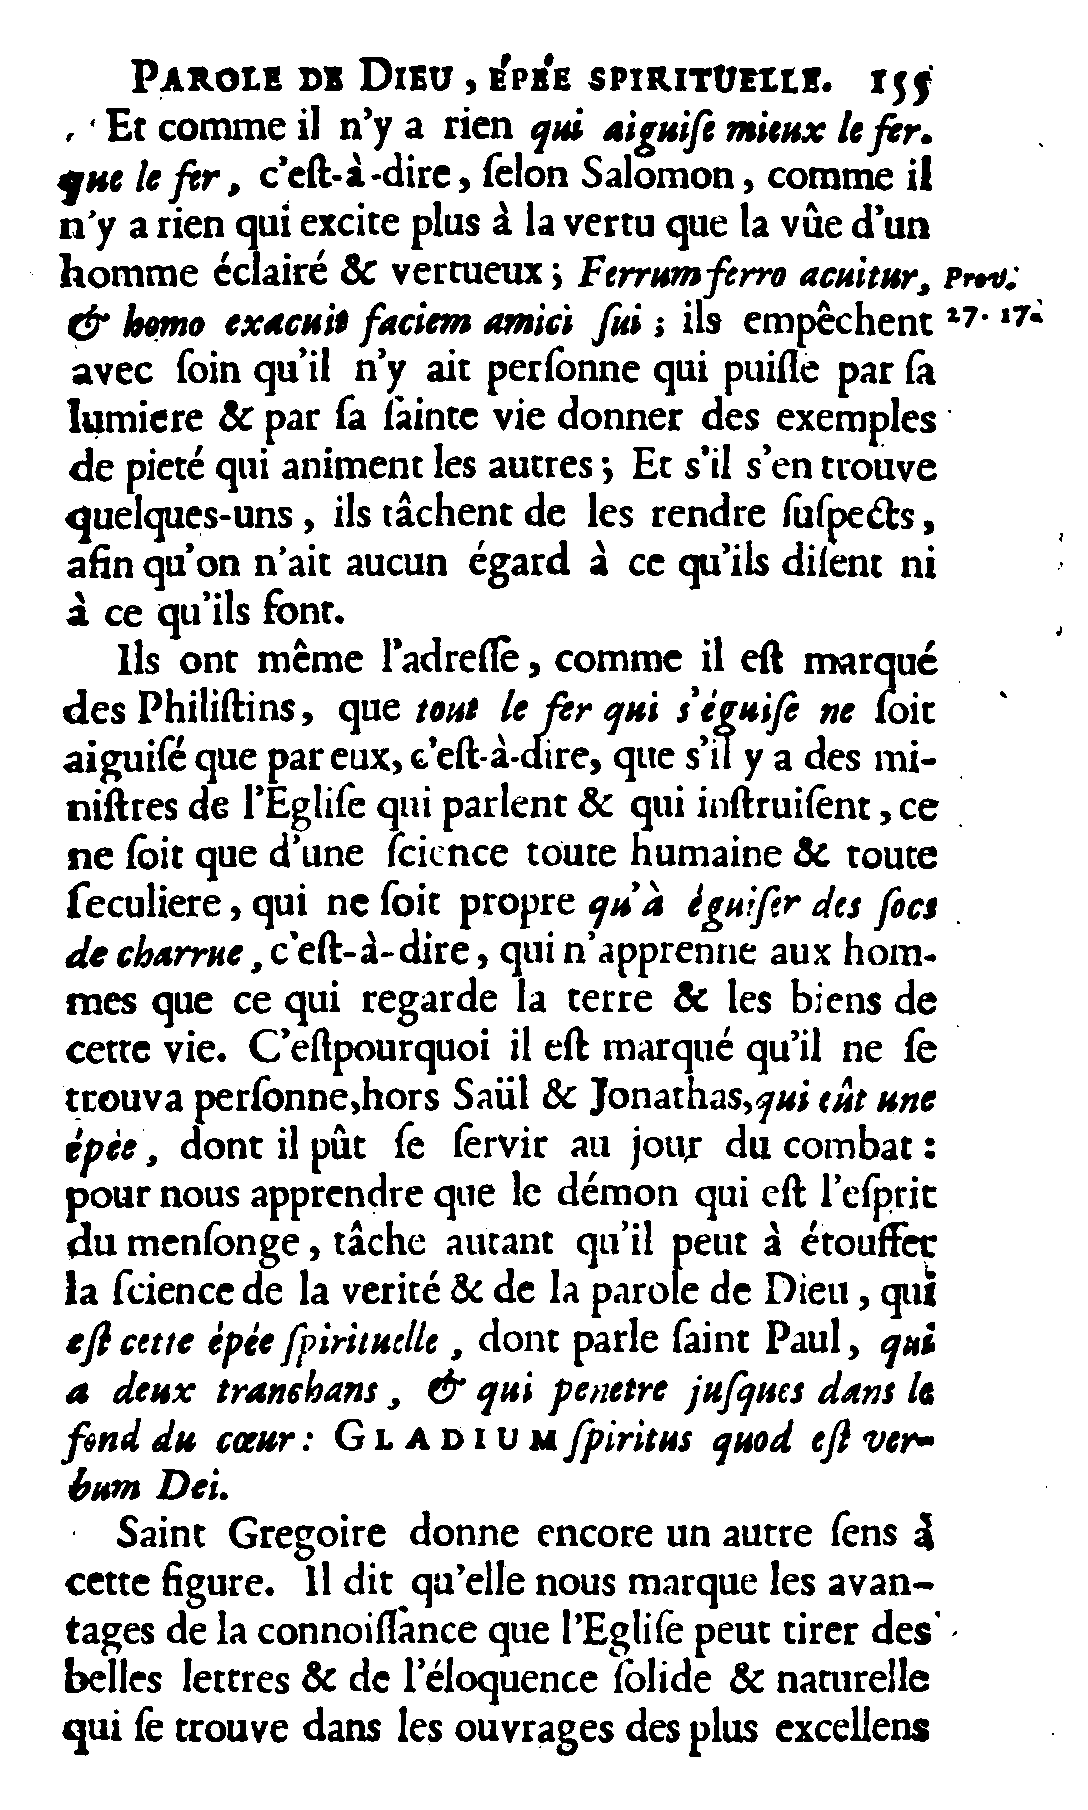 PAROLE DE DIEU, ÉPÉE SPIRITUELLE. 155
Et comme il n'y a rien qui aiguiſe mieux le fer.
que le fer, c'eſt-à-dire, ſelon Salomon, comme il
n'y a rien qui excite plus à la vertu que la vûe d'un
homme éclairé & vertueux; Ferrum ferro acuitur, Prov.
& homo exacuit faciem amici ſui; ils empêchent 27. 17.
avec ſoin qu'il n'y ait perſonne qui puiſſe par ſa
lumiere & par ſa ſainte vie donner des exemples
de pieté qui animent les autres; Et s'il s'en trouve
quelques-uns, ils tâchent de les rendre ſuſpects,
afin qu'on n'ait aucun égard à ce qu'ils diſent ni
à ce qu'ils font.
Ils ont même l'adreſſe, comme il eſt marqué
des Philiſtins, que tout le fer qui s'éguiſe ne ſoit
aiguiſé que par eux, c'eſt-à-dire, que s'il y a des mi-
niſtres de l'Egliſe qui parlent & qui inſtruiſent, ce
ne ſoit que d'une ſcience toute humaine & toute
ſeculiere, qui ne ſoit propre qu'à éguiſer des ſocs
de charrue, c'eſt-à-dire, qui n'apprenne aux hom-
mes que ce qui regarde la terre & les biens de
cette vie. C'eſtpourquoi il eſt marqué qu'il ne ſe
trouva perſonne, hors Saül & Jonathas, qui eût une
épée, dont il pût ſe ſervir au jour du combat:
pour nous apprendre que le démon qui eſt l'eſprit
du menſonge, tâche autant qu'il peut à étouffer
la ſcience de la verité & de la parole de Dieu, qui
eſt cette épée ſpirituelle, dont parle ſaint Paul, qui
a deux tranchans, & qui penetre juſques dans le
fond du cœur: GLADIUM ſpiritus quod eſt ver-
bum Dei.
Saint Gregoire donne encore un autre ſens à
cette figure. Il dit qu'elle nous marque les avan-
tages de la connoiſſance que l'Egliſe peut tirer des
belles lettres & de l'éloquence ſolide & naturelle
qui ſe trouve dans les ouvrages des plus excellens